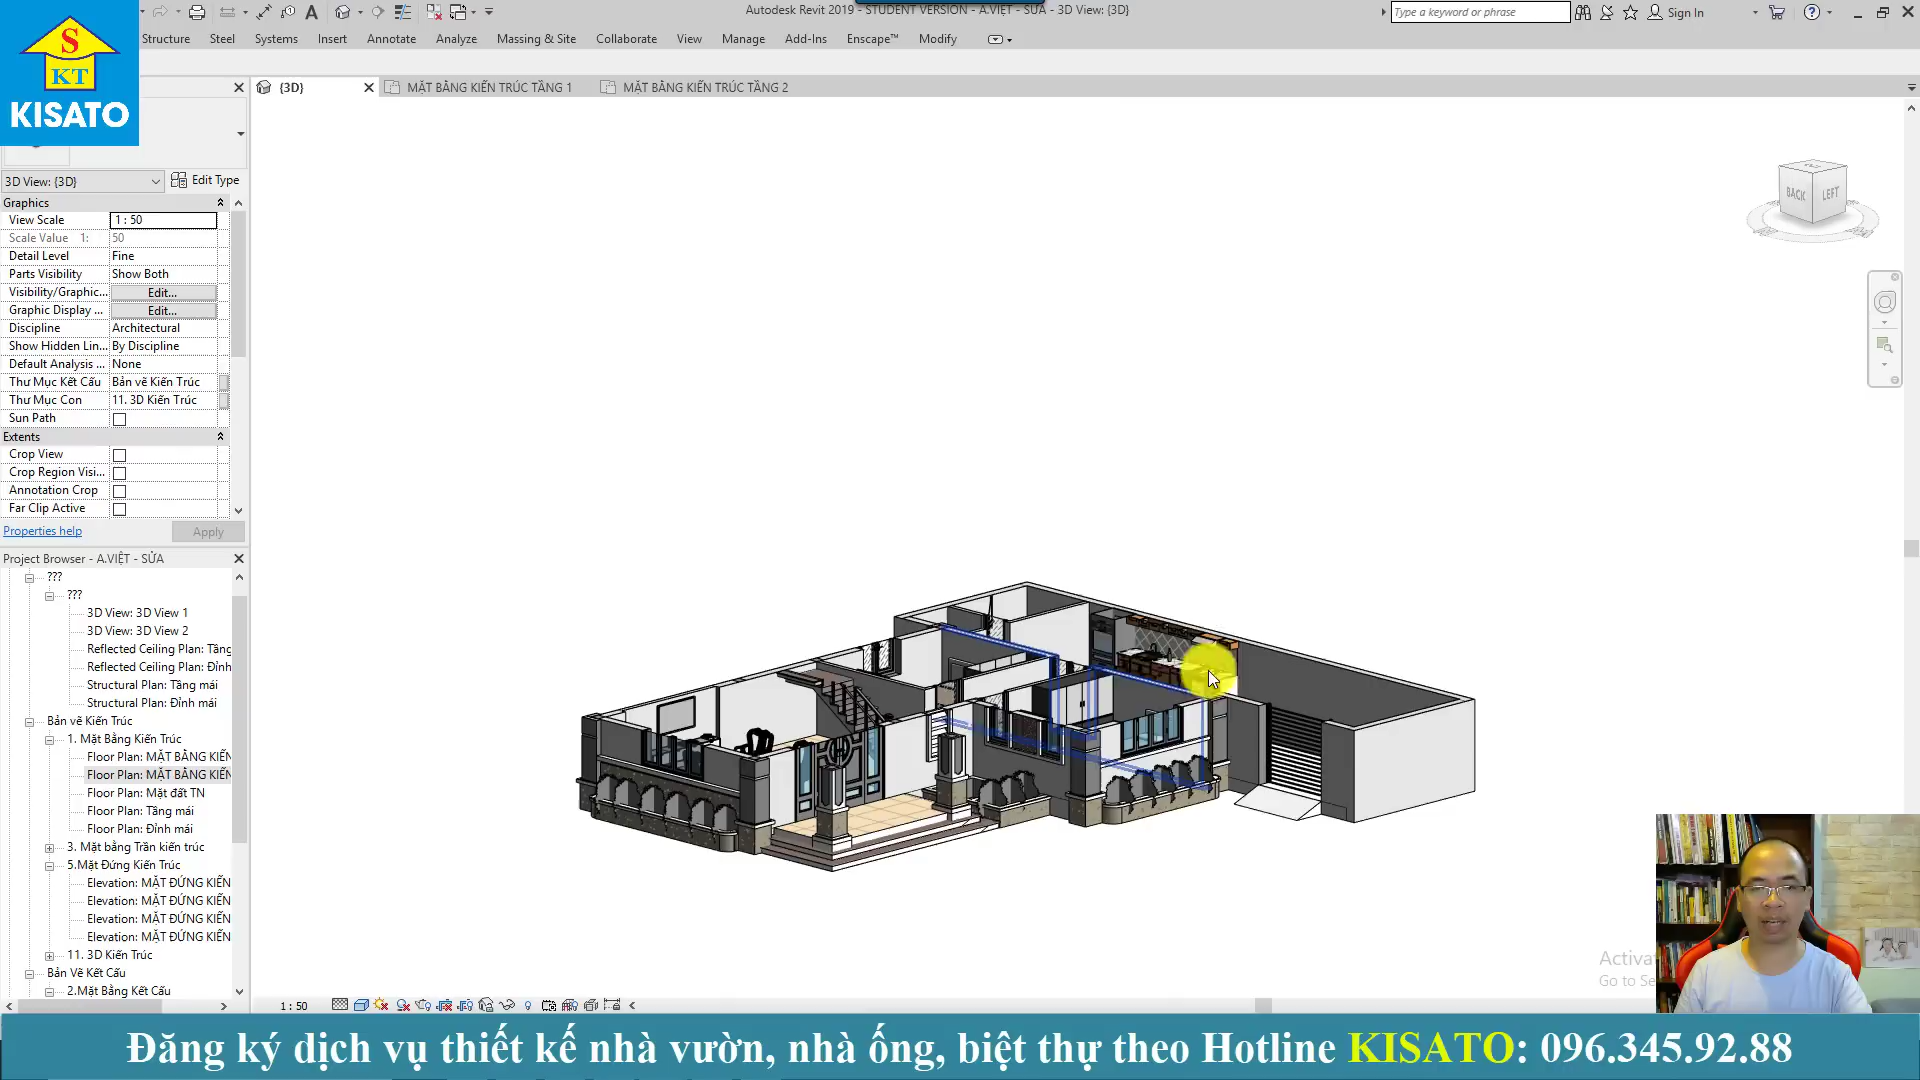 Autodesk Revit 2019 - STUDENT VERSION - A.VIỆT - SỬA - 3D View: {3D}
Type a keyword or phrase
Sign In
S
KT
KISATO
Structure
Steel
Systems
Insert
Annotate
Analyze
Massing & Site
Collaborate
View
Manage
Add-Ins
Enscape™
Modify
{3D}
MẶT BẰNG KIẾN TRÚC TẦNG 1
MẶT BẰNG KIẾN TRÚC TẦNG 2
3D View: {3D}
Edit Type
Graphics
View Scale 1 : 50
Scale Value 1: 50
Detail Level Fine
Parts Visibility Show Both
Visibility/Graphic... Edit...
Graphic Display ... Edit...
Discipline Architectural
Show Hidden Lin... By Discipline
Default Analysis ... None
Thư Mục Kết Cấu Bản vẽ Kiến Trúc
Thư Mục Con 11. 3D Kiến Trúc
Sun Path
Extents
Crop View
Crop Region Visi...
Annotation Crop
Far Clip Active
Properties help
Apply
Project Browser - A.VIỆT - SỬA
???
???
3D View: 3D View 1
3D View: 3D View 2
Reflected Ceiling Plan: Tầng
Reflected Ceiling Plan: Đỉnh
Structural Plan: Tầng mái
Structural Plan: Đỉnh mái
Bản vẽ Kiến Trúc
1. Mặt Bằng Kiến Trúc
Floor Plan: MẶT BẰNG KIẾN
Floor Plan: MẶT BẰNG KIẾN
Floor Plan: Mặt đất TN
Floor Plan: Tầng mái
Floor Plan: Đỉnh mái
3. Mặt bằng Trần kiến trúc
5.Mặt Đứng Kiến Trúc
Elevation: MẶT ĐỨNG KIẾN
Elevation: MẶT ĐỨNG KIẾN
Elevation: MẶT ĐỨNG KIẾN
Elevation: MẶT ĐỨNG KIẾN
11. 3D Kiến Trúc
Bản Vẽ Kết Cấu
2.Mặt Bằng Kết Cấu
BACK
LEFT
1 : 50
Activa
Go to Se
Đăng ký dịch vụ thiết kế nhà vườn, nhà ống, biệt thự theo Hotline KISATO: 096.345.92.88